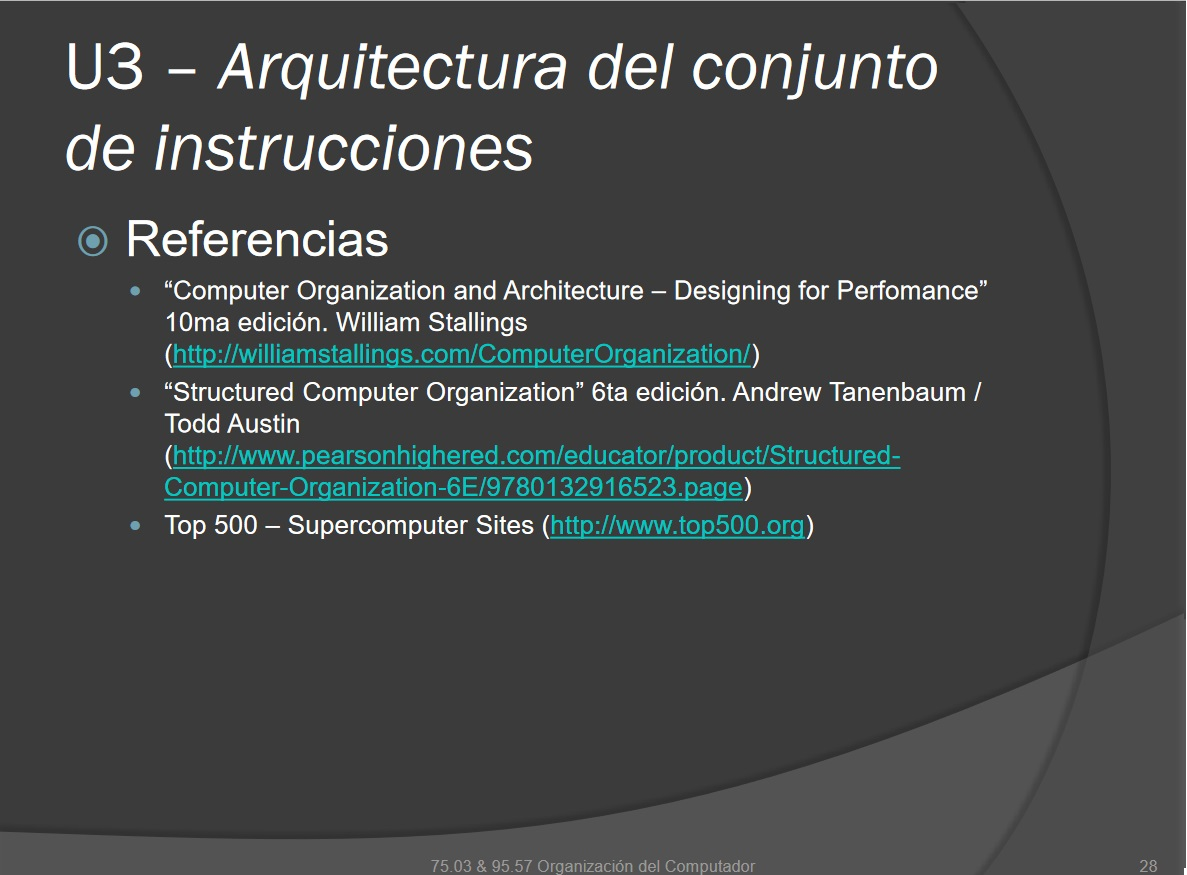 U3 – Arquitectura del conjunto
de instrucciones
Referencias
“Computer Organization and Architecture – Designing for Perfomance”
10ma edición. William Stallings
(http://williamstallings.com/ComputerOrganization/)
“Structured Computer Organization” 6ta edición. Andrew Tanenbaum /
Todd Austin
(http://www.pearsonhighered.com/educator/product/Structured-
Computer-Organization-6E/9780132916523.page)
Top 500 – Supercomputer Sites (http://www.top500.org)
75.03 & 95.57 Organización del Computador
28